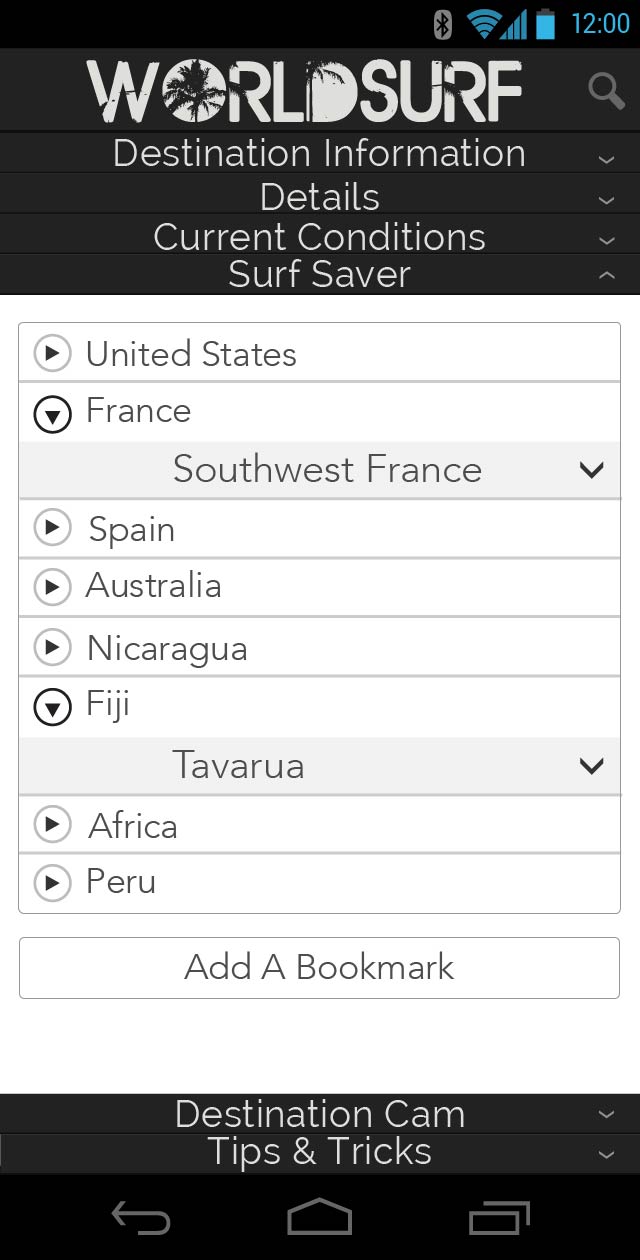 12:00
WORLDSURF
Destination Information
Details
Current Conditions
Surf Saver
United States
France
Southwest France
Spain
Australia
Nicaragua
Fiji
Tavarua
Africa
Peru
Add A Bookmark
Destination Cam
Tips & Tricks